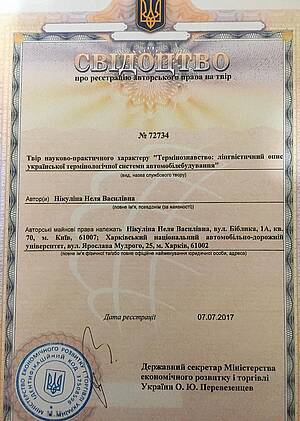 СВІДОЦТВО
про реєстрацію авторського права на твір
№ 72734
Твір науково-практичного характеру "Термінознавство: лінгвістичний опис
української термінологічної системи автомобілебудування"
(вид, назва службового твору)
Автор(и) Нікуліна Неля Василівна
(повне ім'я, псевдонім (за наявності))
Авторські майнові права належать Нікуліна Неля Василівна, вул. Біблика, 1А, кв.
70, м. Київ, 61007; Харківський національний автомобільно-дорожній
університет, вул. Ярослава Мудрого, 25, м. Харків, 61002
(повне ім'я фізичної та/або повне офіційне найменування юридичної особи, адреси)
Дата реєстрації 07.07.2017
Державний секретар Міністерства
економічного розвитку і торгівлі
України О. Ю. Перевезенцев